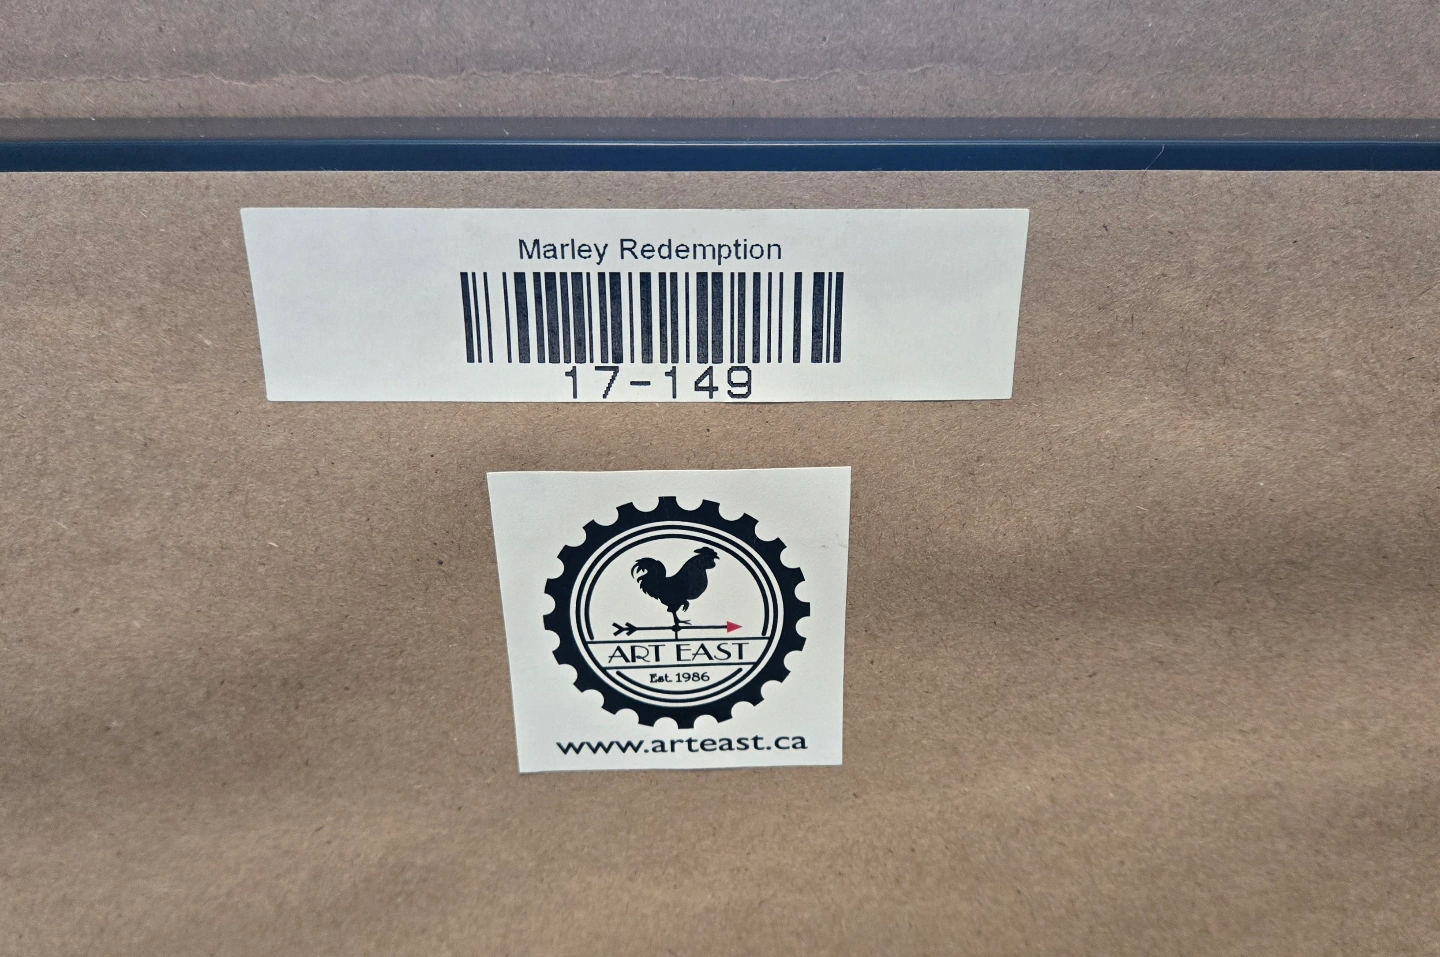 Marley Redemption
17-149
ART EAST
Est. 1986
www.arteast.ca